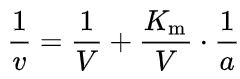 1/v = 1/V + K_m/V · 1/a